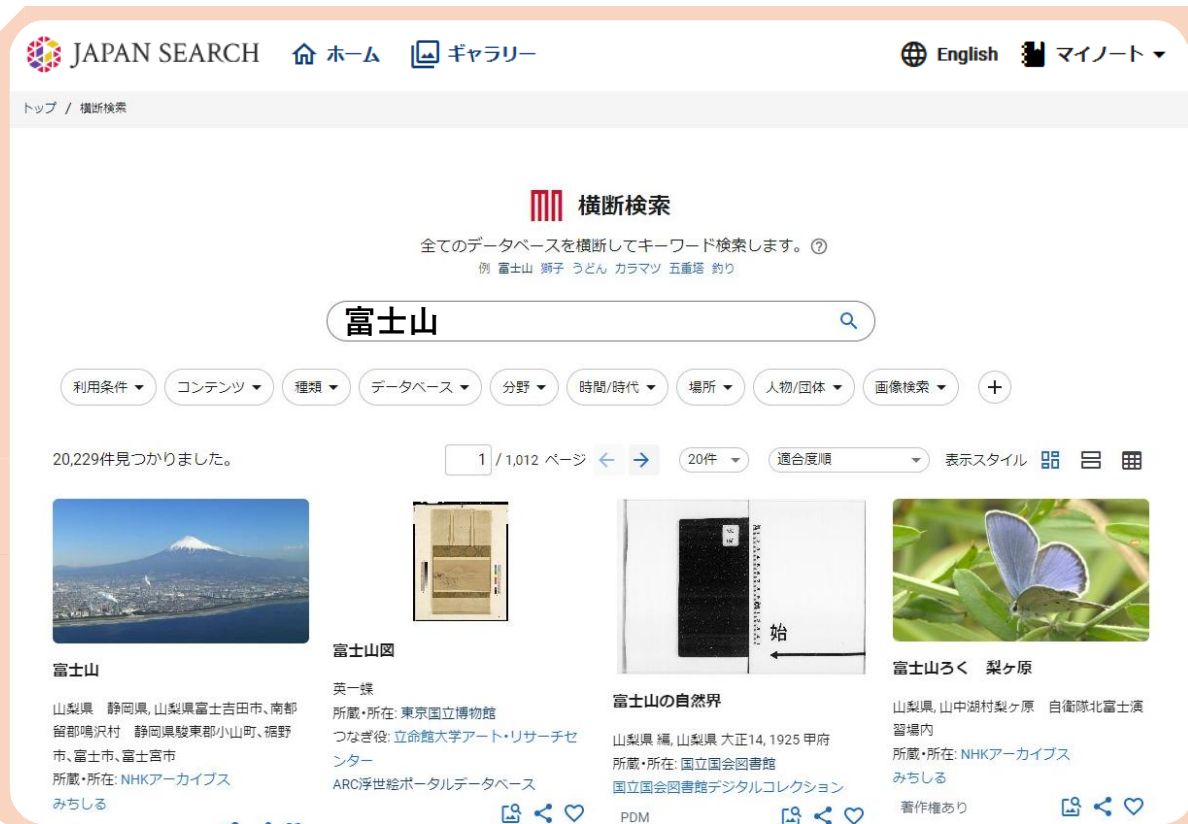 JAPAN SEARCH ホーム ギャラリー English マイノート
トップ / 横断検索
横断検索
全てのデータベースを横断してキーワード検索します。
例 富士山 獅子 うどん カラマツ 五重塔 釣り
富士山
利用条件 コンテンツ 種類 データベース 分野 時間/時代 場所 人物/団体 画像検索 +
20,229件見つかりました。 1 / 1,012 ページ ← → 20件 適合度順 表示スタイル
富士山
山梨県 静岡県, 山梨県富士吉田市、南都
留郡鳴沢村 静岡県駿東郡小山町、裾野
市、富士市、富士宮市
所蔵・所在: NHKアーカイブス
みちしる
富士山図
英一蝶
所蔵・所在: 東京国立博物館
つなぎ役: 立命館大学アート・リサーチセ
ンター
ARC浮世絵ポータルデータベース
始
富士山の自然界
山梨県 編, 山梨県 大正14, 1925 甲府
所蔵・所在: 国立国会図書館
国立国会図書館デジタルコレクション
PDM
富士山ろく 梨ヶ原
山梨県, 山中湖村梨ヶ原 自衛隊北富士演
習場内
所蔵・所在: NHKアーカイブス
みちしる
著作権あり